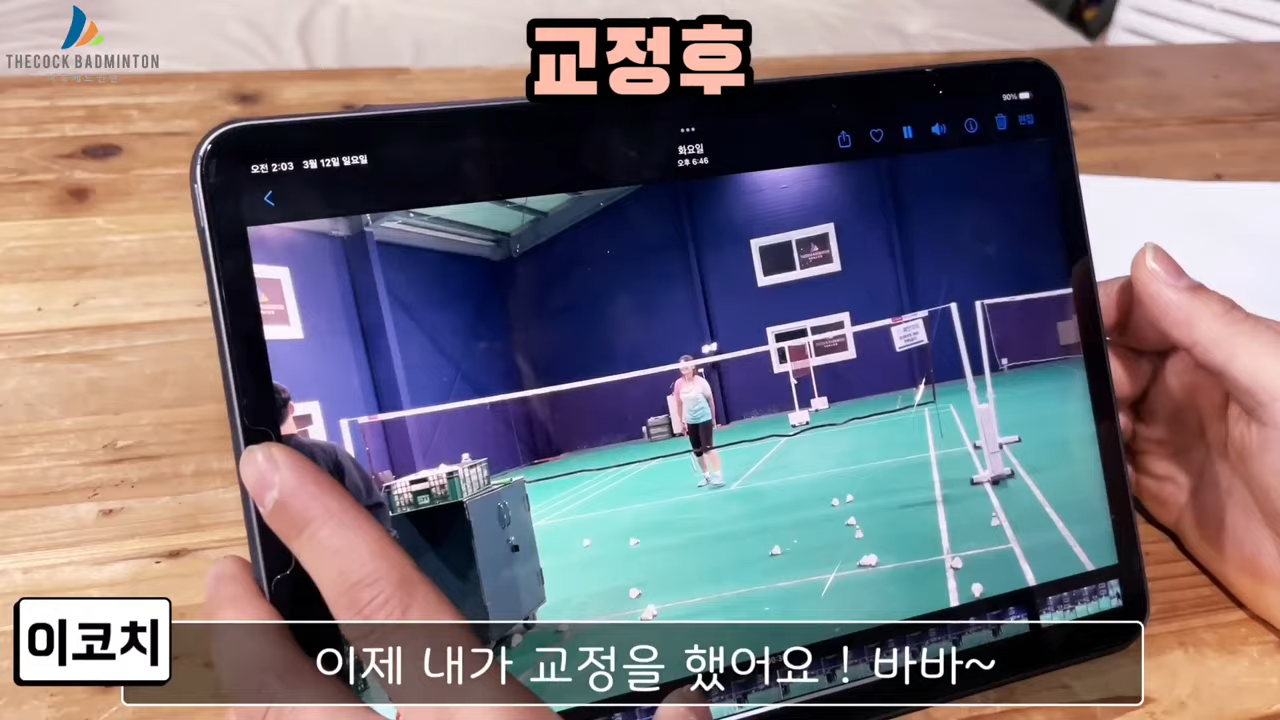 THECOCK BADMINTON
교정후
90%
오전 2:03 3월 12일 일요일
화요일
오후 6:46
편집
이코치
이제 내가 교정을 했어요 ! 바바~